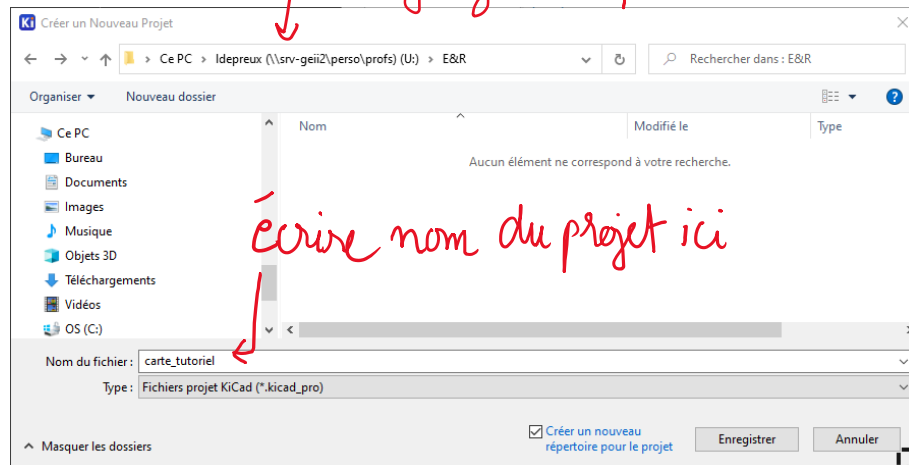 Créer un Nouveau Projet
Ce PC > ldepreux (\\srv-geii2\perso\profs) (U:) > E&R
Rechercher dans : E&R
Organiser
Nouveau dossier
Ce PC
Nom
Modifié le
Type
Bureau
Aucun élément ne correspond à votre recherche.
Documents
Images
Musique
écrire nom du projet ici
Objets 3D
Téléchargements
Vidéos
OS (C:)
Nom du fichier : carte_tutoriel
Type : Fichiers projet KiCad (*.kicad_pro)
Créer un nouveau
répertoire pour le projet
Enregistrer
Annuler
Masquer les dossiers